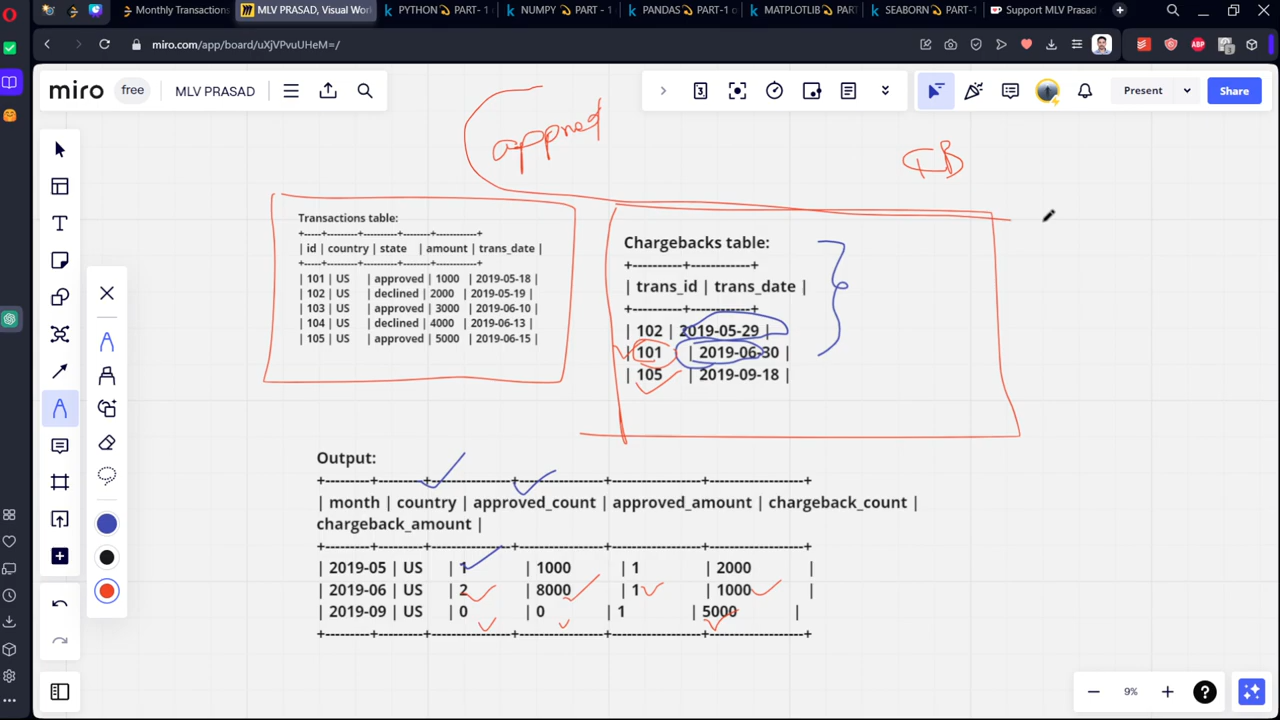 Monthly Transactions
MLV PRASAD, Visual Wor
PYTHON PART- 1
NUMPY PART - 1
PANDAS PART-1 o
MATPLOTLIB PART
SEABORN PART-1
Support MLV Prasad
miro.com/app/board/uXjVPvuUHeM=/
miro free MLV PRASAD
Present
Share
appned
CB
Transactions table:
+-----+---------+----------+--------+------------+
| id | country | state | amount | trans_date |
+-----+---------+----------+--------+------------+
| 101 | US | approved | 1000 | 2019-05-18 |
| 102 | US | declined | 2000 | 2019-05-19 |
| 103 | US | approved | 3000 | 2019-06-10 |
| 104 | US | declined | 4000 | 2019-06-13 |
| 105 | US | approved | 5000 | 2019-06-15 |
Chargebacks table:
+----------+------------+
| trans_id | trans_date |
+----------+------------+
| 102 | 2019-05-29 |
| 101 | 2019-06-30 |
| 105 | 2019-09-18 |
Output:
+---------+---------+----------------+-----------------+------------------+-------------------+
| month | country | approved_count | approved_amount | chargeback_count |
chargeback_amount |
+---------+---------+----------------+-----------------+------------------+-------------------+
| 2019-05 | US | 1 | 1000 | 1 | 2000 |
| 2019-06 | US | 2 | 8000 | 1 | 1000 |
| 2019-09 | US | 0 | 0 | 1 | 5000 |
+---------+---------+----------------+-----------------+------------------+-------------------+
9%